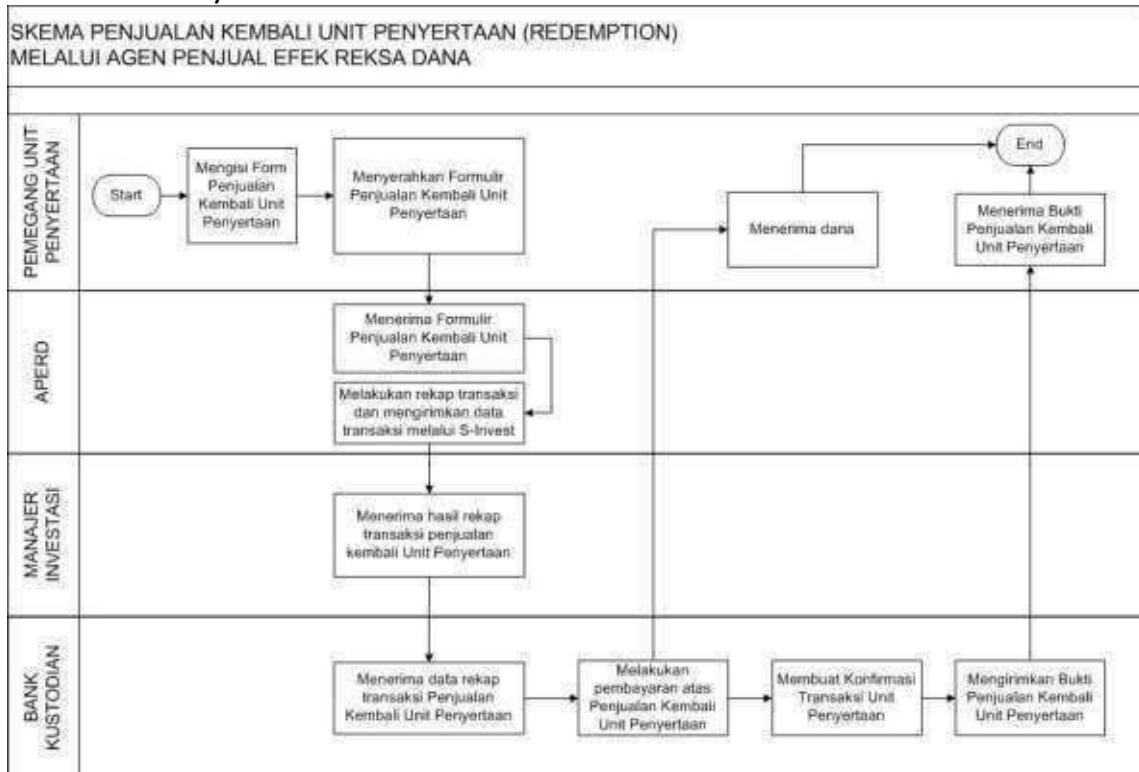 SKEMA PENJUALAN KEMBALI UNIT PENYERTAAN (REDEMPTION)
MELALUI AGEN PENJUAL EFEK REKSA DANA
PEMEGANG UNIT
PENYERTAAN
Start
Mengisi Form
Penjualan
Kembali Unit
Penyertaan
Menyerahkan Formulir
Penjualan Kembali Unit
Penyertaan
Menerima dana
End
Menerima Bukti
Penjualan Kembali
Unit Penyertaan
APERD
Menerima Formulir
Penjualan Kembali Unit
Penyertaan
Melakukan rekap transaksi
dan mengirimkan data
transaksi melalui S-Invest
MANAJER
INVESTASI
Menerima hasil rekap
transaksi penjualan
kembali Unit Penyertaan
BANK
KUSTODIAN
Menerima data rekap
transaksi Penjualan
Kembali Unit Penyertaan
Melakukan
pembayaran atas
Penjualan Kembali
Unit Penyertaan
Membuat Konfirmasi
Transaksi Unit
Penyertaan
Mengirimkan Bukti
Penjualan Kembali
Unit Penyertaan